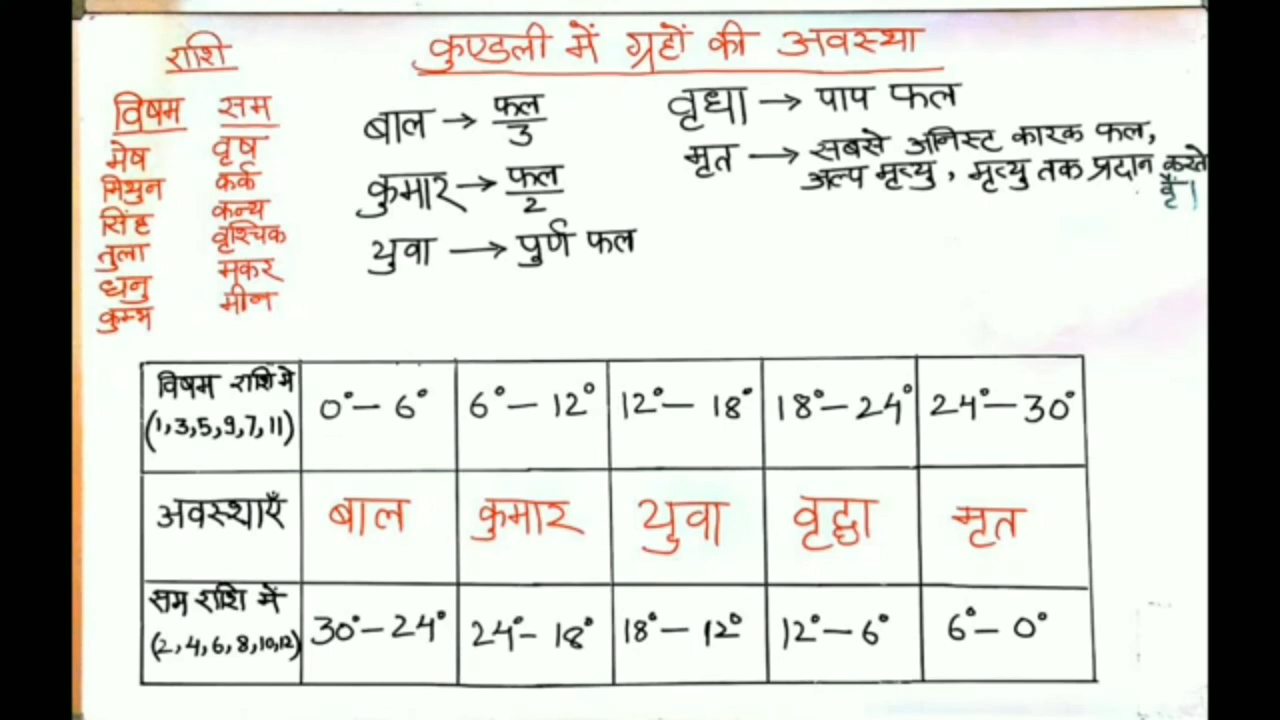 राशि
कुण्डली में ग्रहों की अवस्था
विषम सम
मेष वृष
मिथुन कर्क
सिंह कन्य
तुला वृश्चिक
धनु मकर
कुम्भ मीन
बाल → फल/3
कुमार → फल/2
युवा → पुर्ण फल
वृधा → पाप फल
मृत → सबसे अनिस्ट कारक फल,
अल्प मृत्यु, मृत्यु तक प्रदान करते
हैं।
विषम राशि मे
(1,3,5,9,7,11) 0° – 6° 6° – 12° 12° – 18° 18° – 24° 24° – 30°
अवस्थाएँ बाल कुमार युवा वृद्धा मृत
सम राशि में
(2,4,6,8,10,12) 30° – 24° 24° – 18° 18° – 12° 12° – 6° 6° – 0°